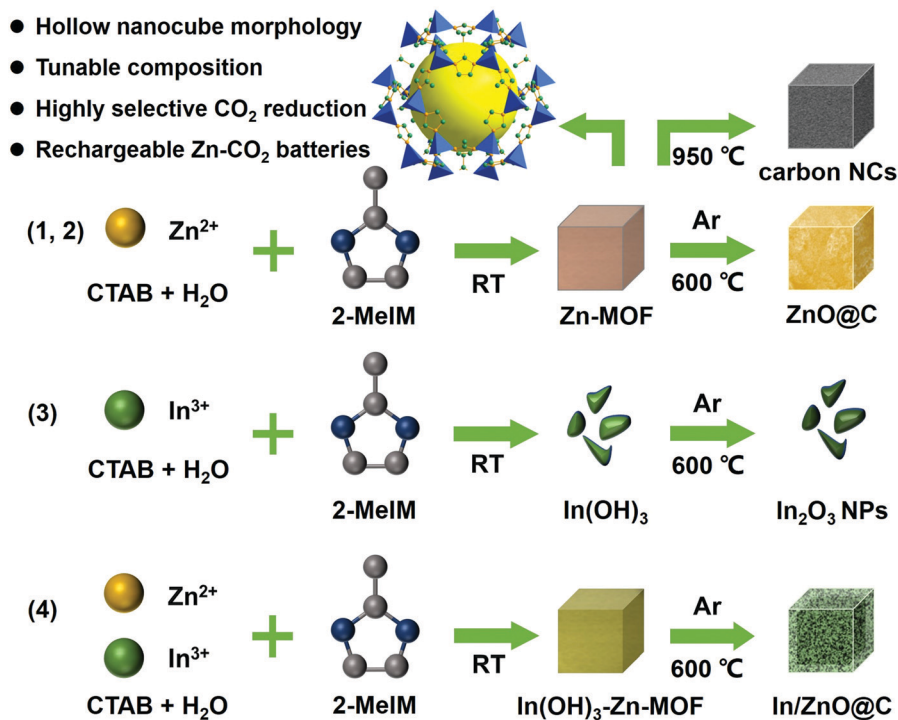 ● Hollow nanocube morphology
● Tunable composition
● Highly selective CO₂ reduction
● Rechargeable Zn-CO₂ batteries
950 ℃
carbon NCs
(1, 2)
Zn²⁺
CTAB + H₂O
2-MeIM
RT
Zn-MOF
Ar
600 ℃
ZnO@C
(3)
In³⁺
CTAB + H₂O
2-MeIM
RT
In(OH)₃
Ar
600 ℃
In₂O₃ NPs
(4)
Zn²⁺
In³⁺
CTAB + H₂O
2-MeIM
RT
In(OH)₃-Zn-MOF
Ar
600 ℃
In/ZnO@C